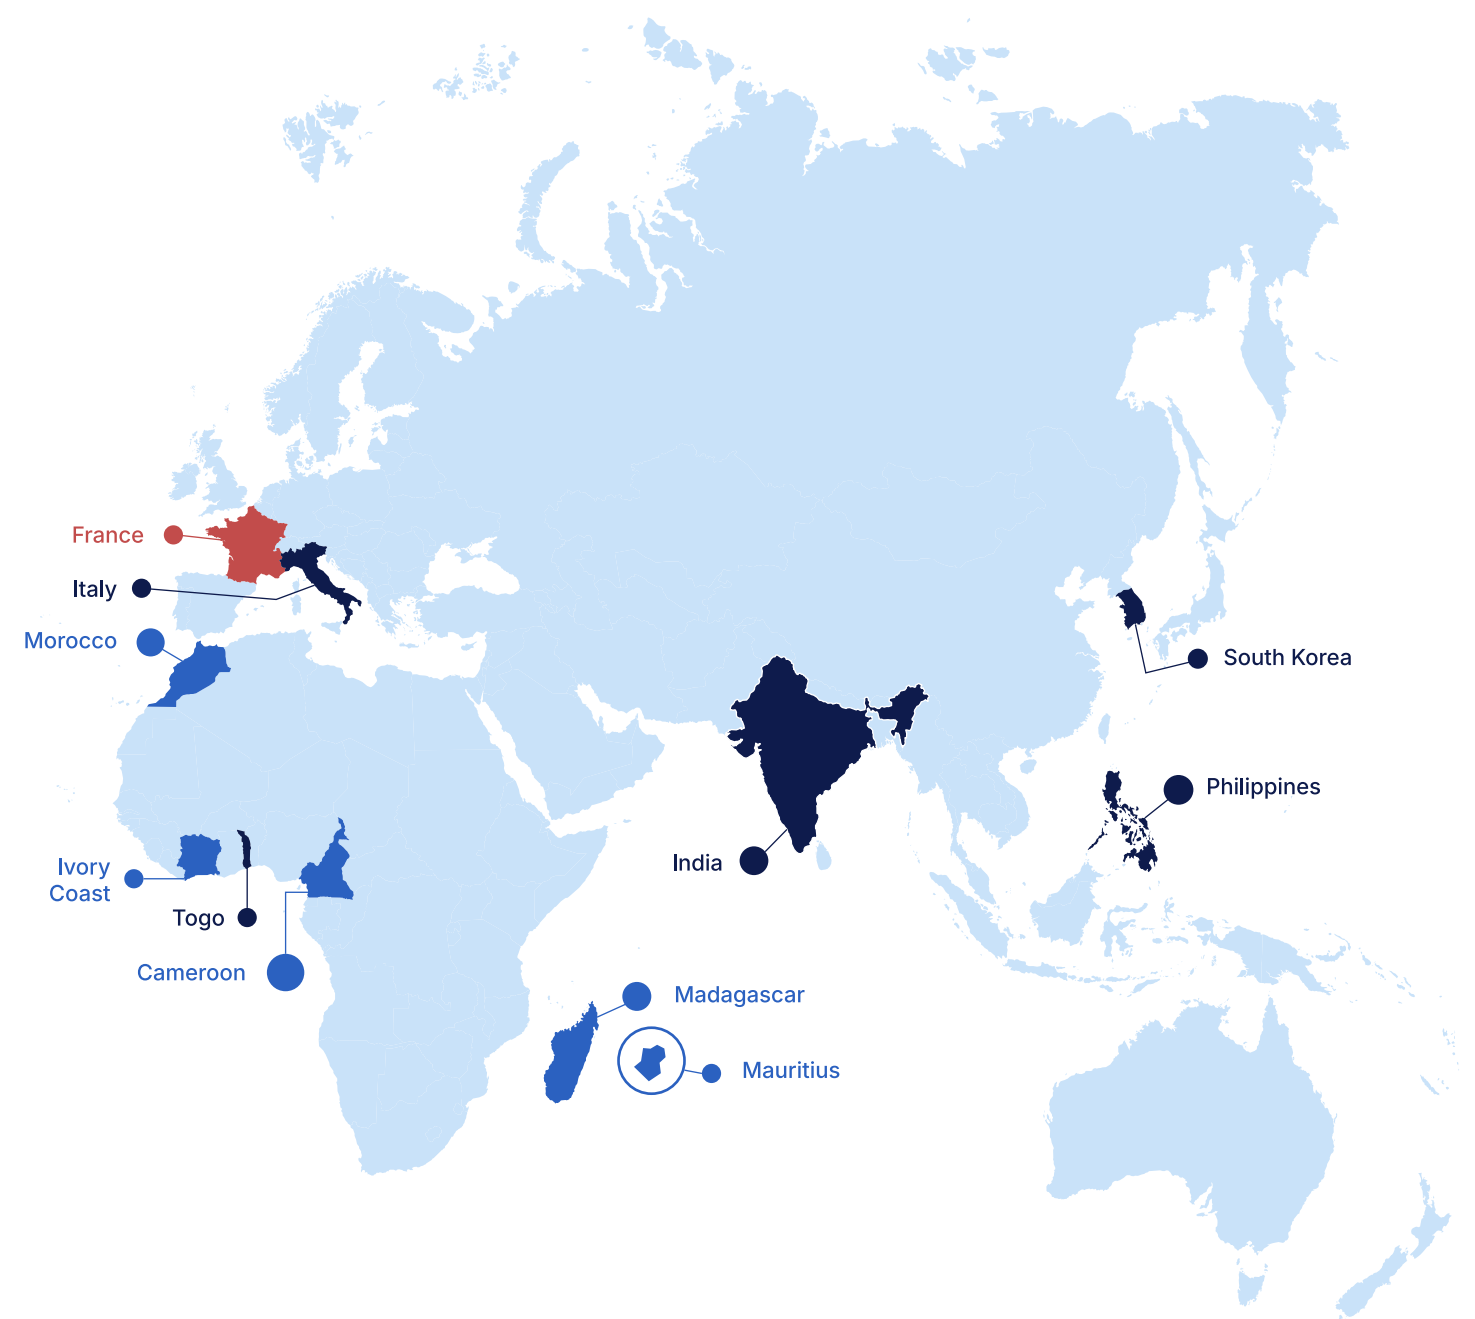 France
Italy
Morocco
South Korea
Philippines
India
Ivory
Coast
Togo
Cameroon
Madagascar
Mauritius